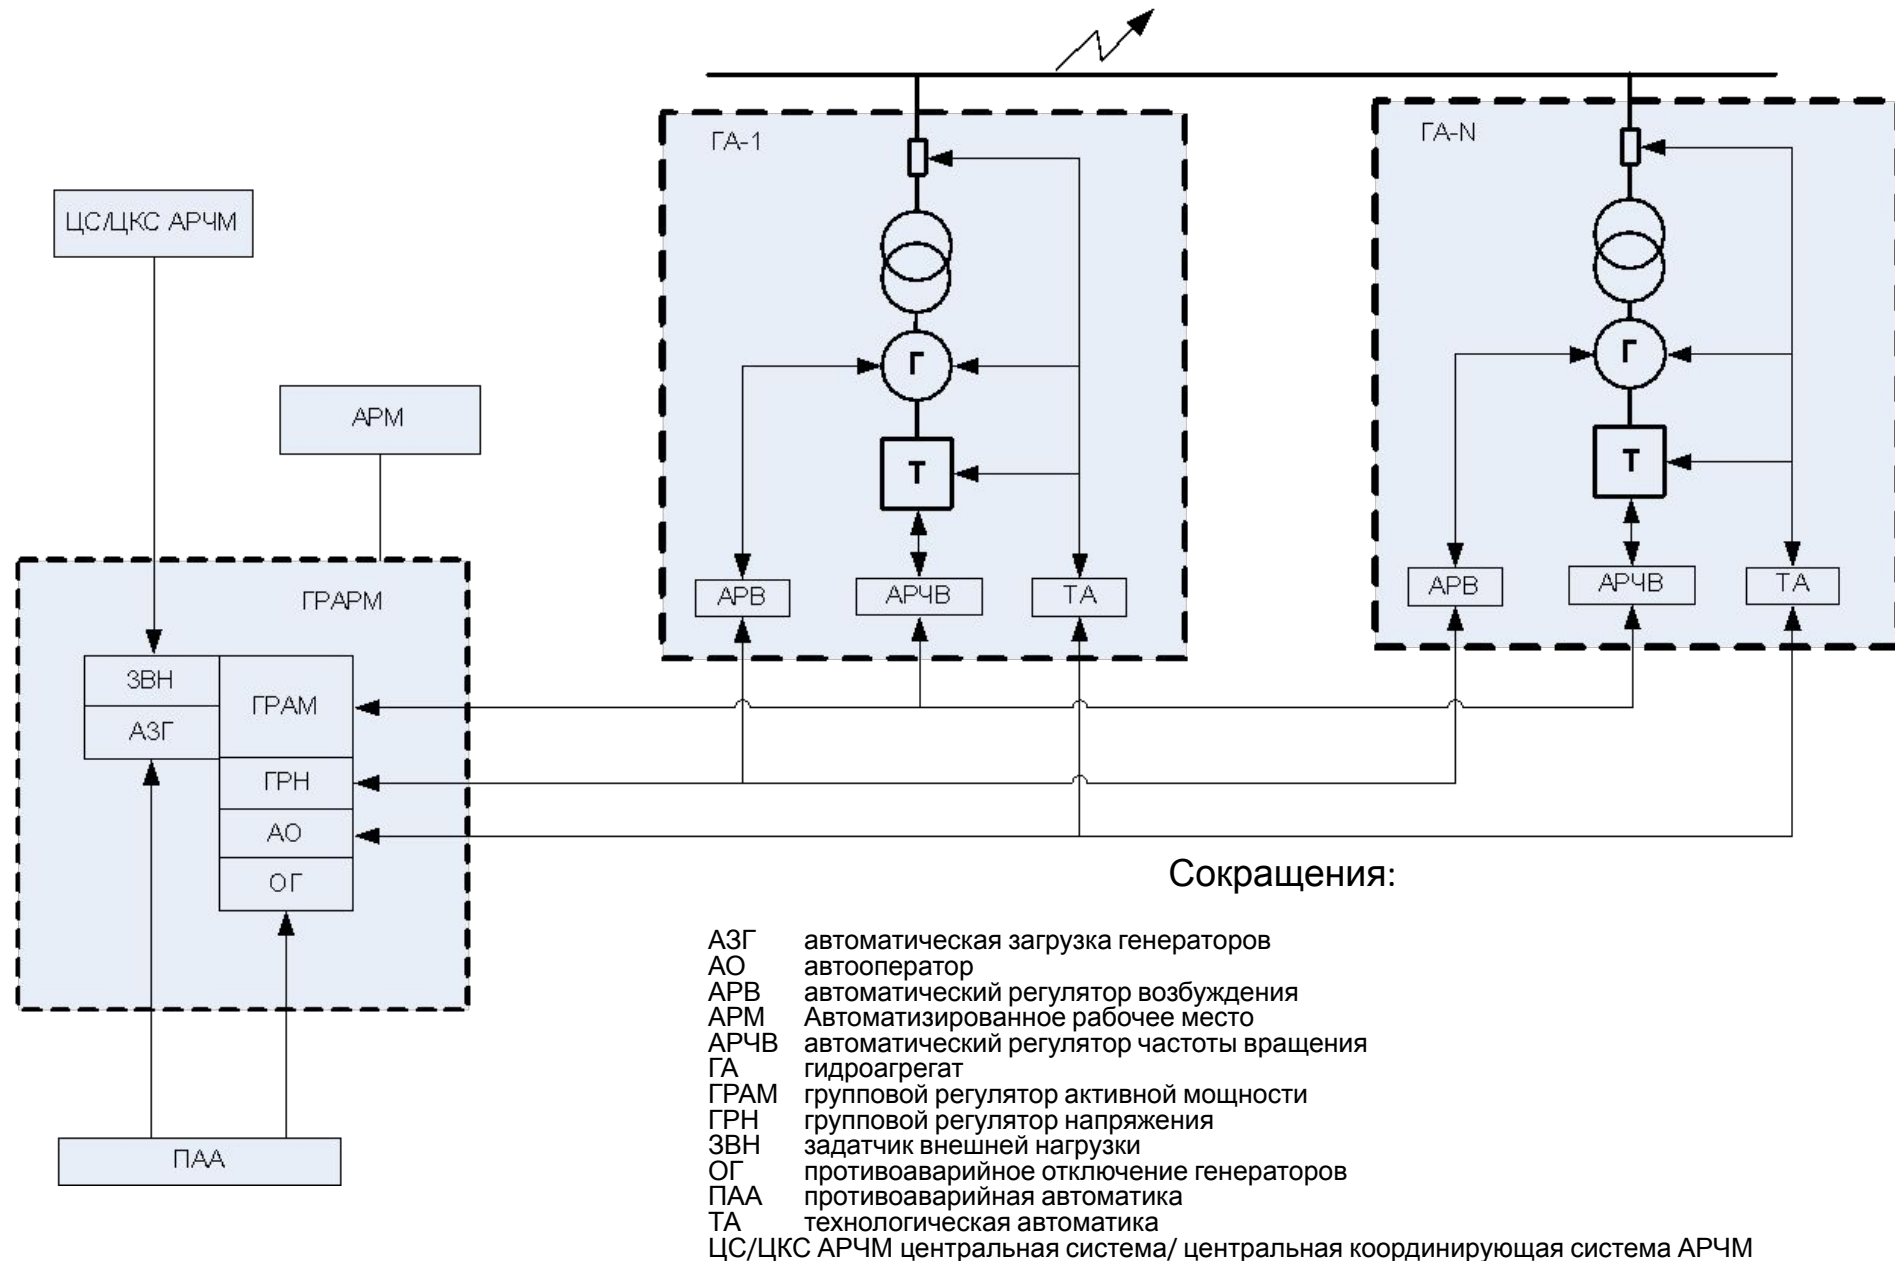 ГА-1
ГА-N
ЦС/ЦКС АРЧМ
АРМ
Г
Г
Т
Т
АРВ
АРЧВ
ТА
АРВ
АРЧВ
ТА
ГРАРМ
ЗВН
ГРАМ
АЗГ
ГРН
АО
ОГ
ПАА
Сокращения:
АЗГ автоматическая загрузка генераторов
АО автооператор
АРВ автоматический регулятор возбуждения
АРМ Автоматизированное рабочее место
АРЧВ автоматический регулятор частоты вращения
ГА гидроагрегат
ГРАМ групповой регулятор активной мощности
ГРН групповой регулятор напряжения
ЗВН задатчик внешней нагрузки
ОГ противоаварийное отключение генераторов
ПАА противоаварийная автоматика
ТА технологическая автоматика
ЦС/ЦКС АРЧМ центральная система/ центральная координирующая система АРЧМ